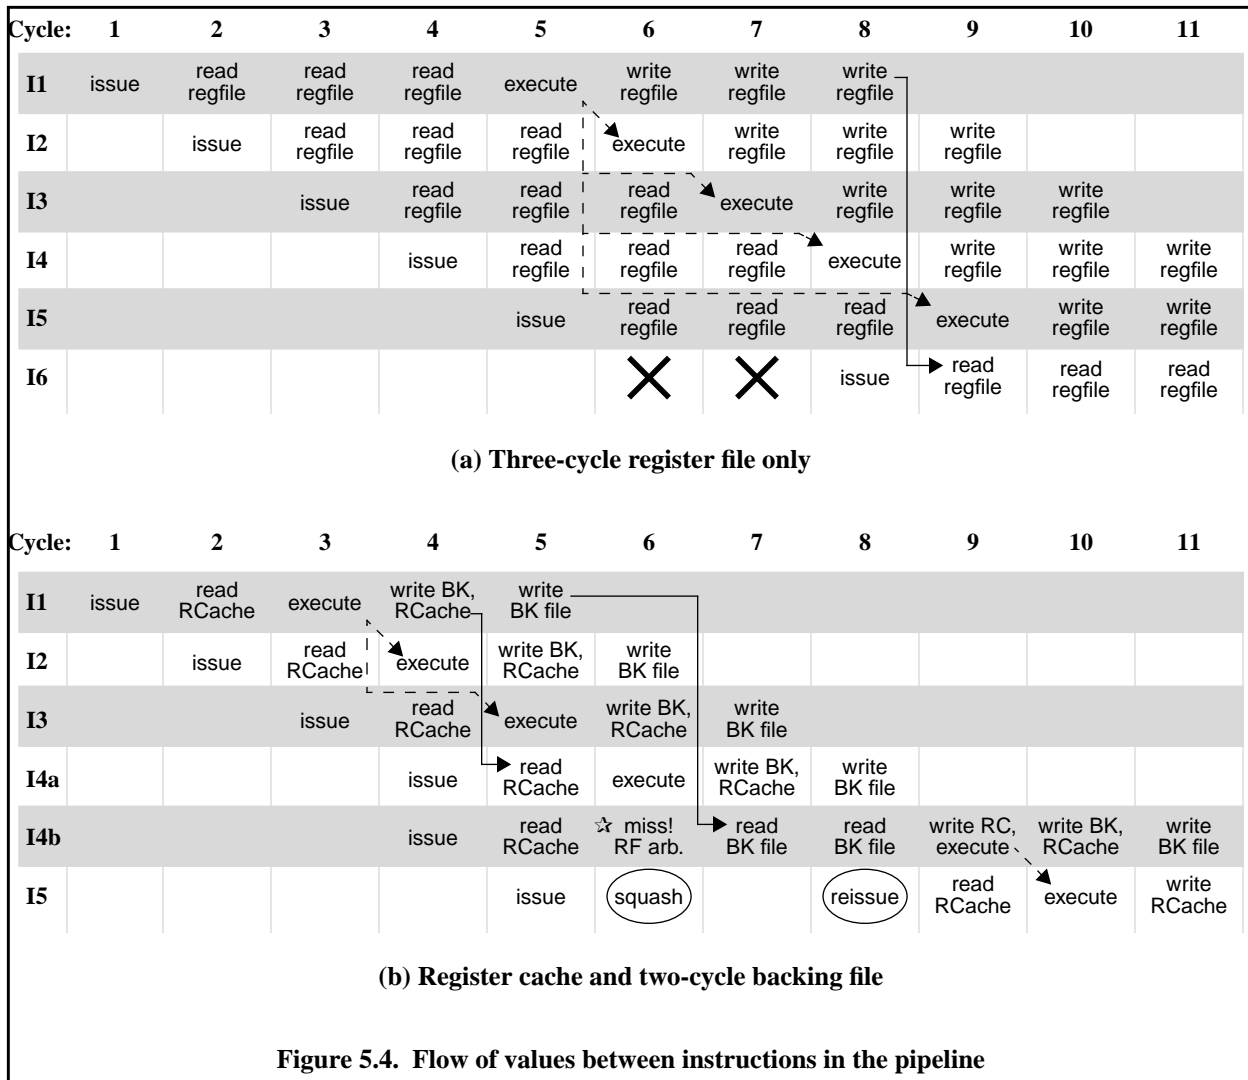 Cycle: 1 2 3 4 5 6 7 8 9 10 11
I1 issue read regfile read regfile read regfile execute write regfile write regfile write regfile
I2 issue read regfile read regfile read regfile execute write regfile write regfile write regfile
I3 issue read regfile read regfile read regfile execute write regfile write regfile write regfile
I4 issue read regfile read regfile read regfile execute write regfile write regfile write regfile
I5 issue read regfile read regfile read regfile execute write regfile write regfile
I6 issue read regfile read regfile read regfile
(a) Three-cycle register file only
Cycle: 1 2 3 4 5 6 7 8 9 10 11
I1 issue read RCache execute write BK, RCache write BK file
I2 issue read RCache execute write BK, RCache write BK file
I3 issue read RCache execute write BK, RCache write BK file
I4a issue read RCache execute write BK, RCache write BK file
I4b issue read RCache ☆ miss! RF arb. read BK file read BK file write RC, execute write BK, RCache write BK file
I5 issue squash reissue read RCache execute write RCache
(b) Register cache and two-cycle backing file
Figure 5.4. Flow of values between instructions in the pipeline